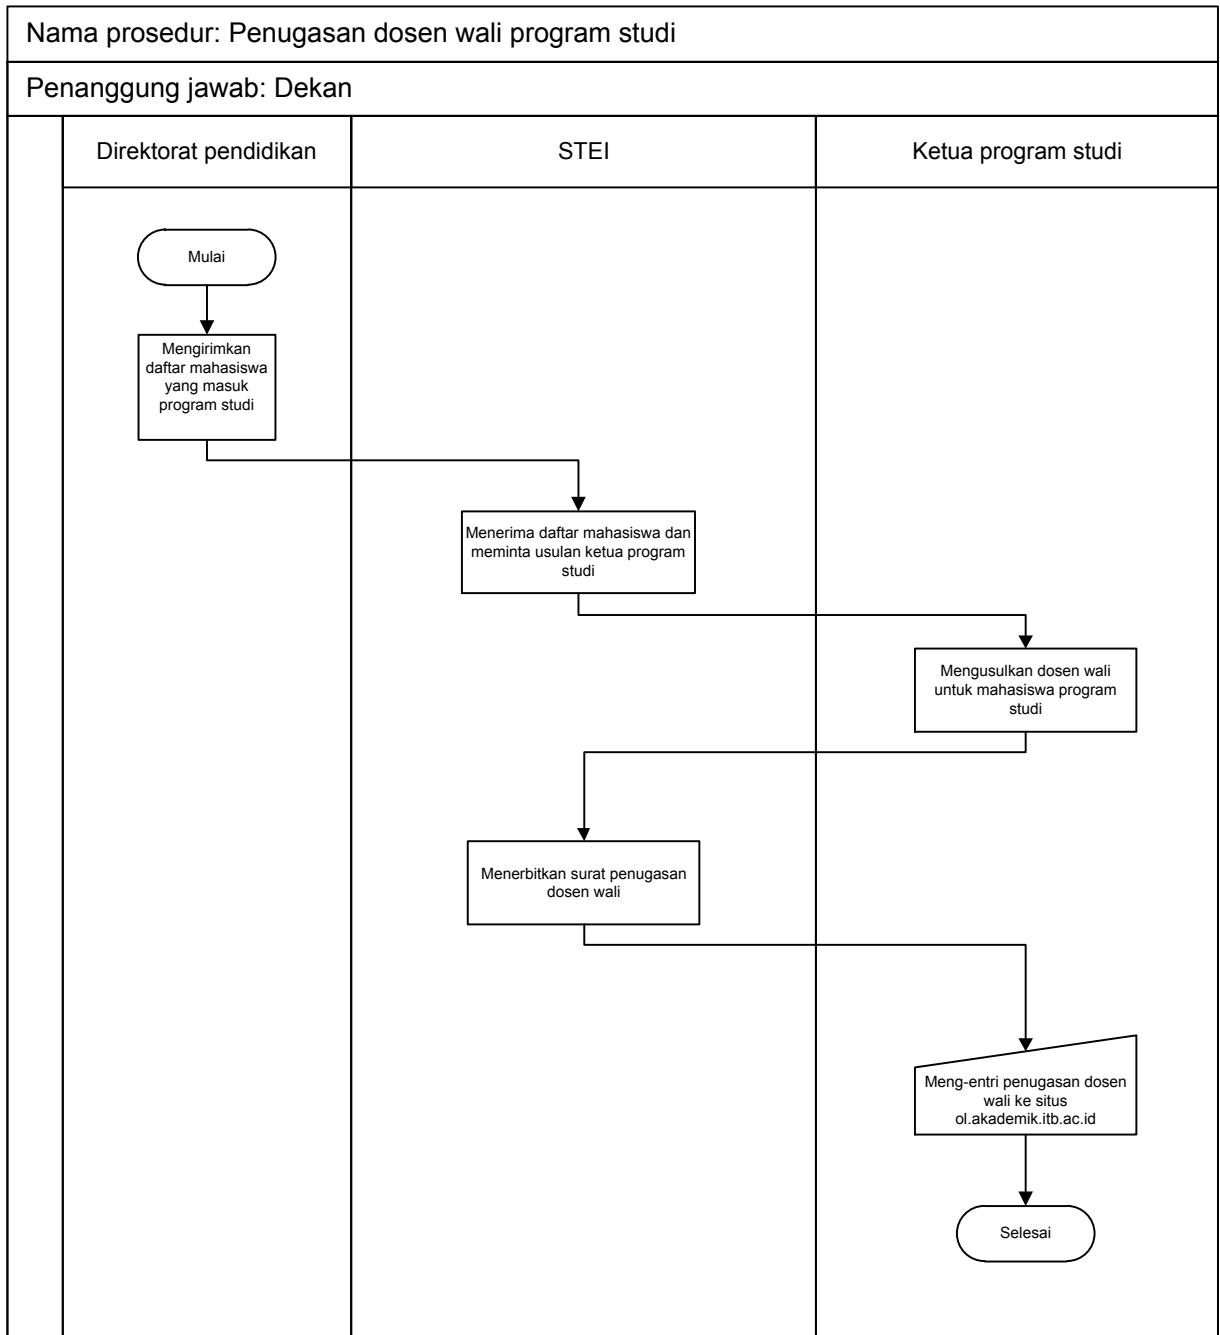 Nama prosedur: Penugasan dosen wali program studi
Penanggung jawab: Dekan
Direktorat pendidikan
STEI
Ketua program studi
Mulai
Mengirimkan
daftar mahasiswa
yang masuk
program studi
Menerima daftar mahasiswa dan
meminta usulan ketua program
studi
Mengusulkan dosen wali
untuk mahasiswa program
studi
Menerbitkan surat penugasan
dosen wali
Meng-entri penugasan dosen
wali ke situs
ol.akademik.itb.ac.id
Selesai